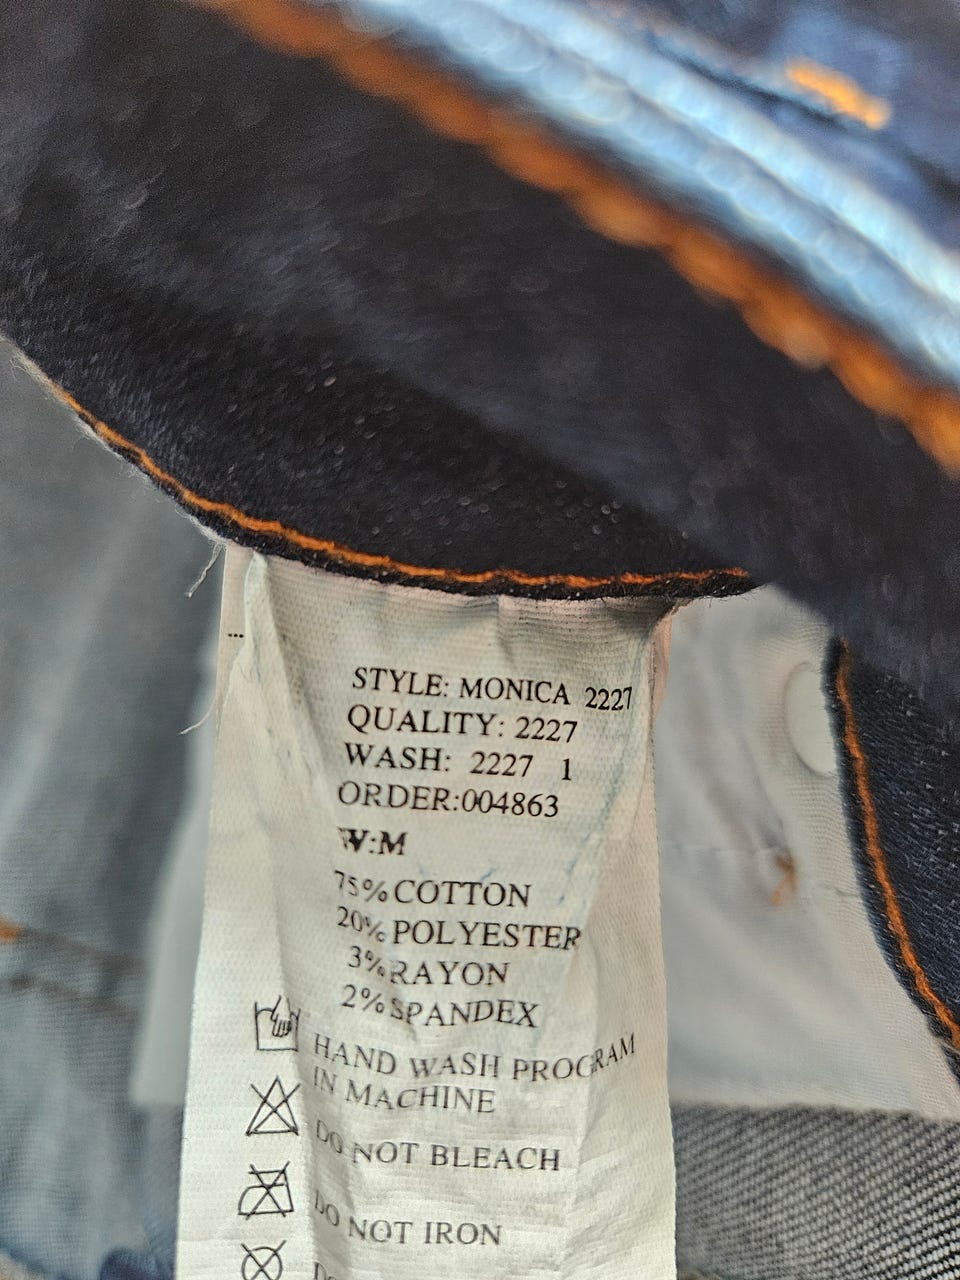 STYLE: MONICA 2227
QUALITY: 2227
WASH: 2227 1
ORDER:004863
W:M
75%COTTON
20%POLYESTER
3%RAYON
2%SPANDEX
HAND WASH PROGRAM
IN MACHINE
DO NOT BLEACH
DO NOT IRON